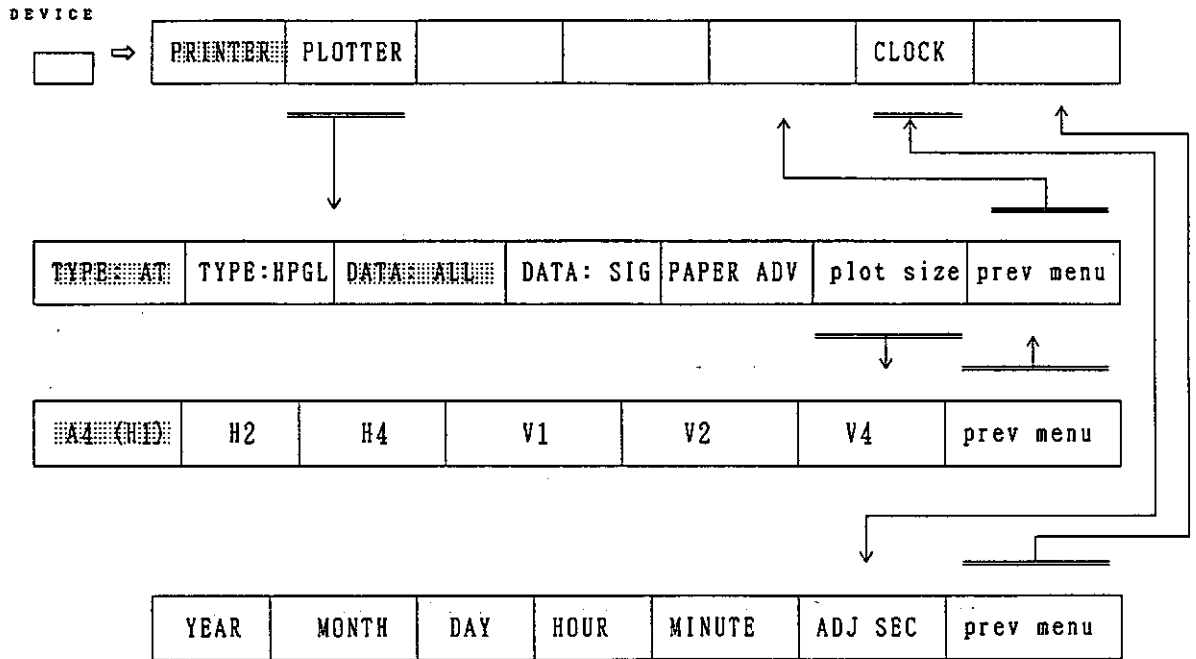 DEVICE
PRINTER PLOTTER CLOCK
TYPE: AT TYPE:HPGL DATA: ALL DATA: SIG PAPER ADV plot size prev menu
A4 (H1) H2 H4 V1 V2 V4 prev menu
YEAR MONTH DAY HOUR MINUTE ADJ SEC prev menu